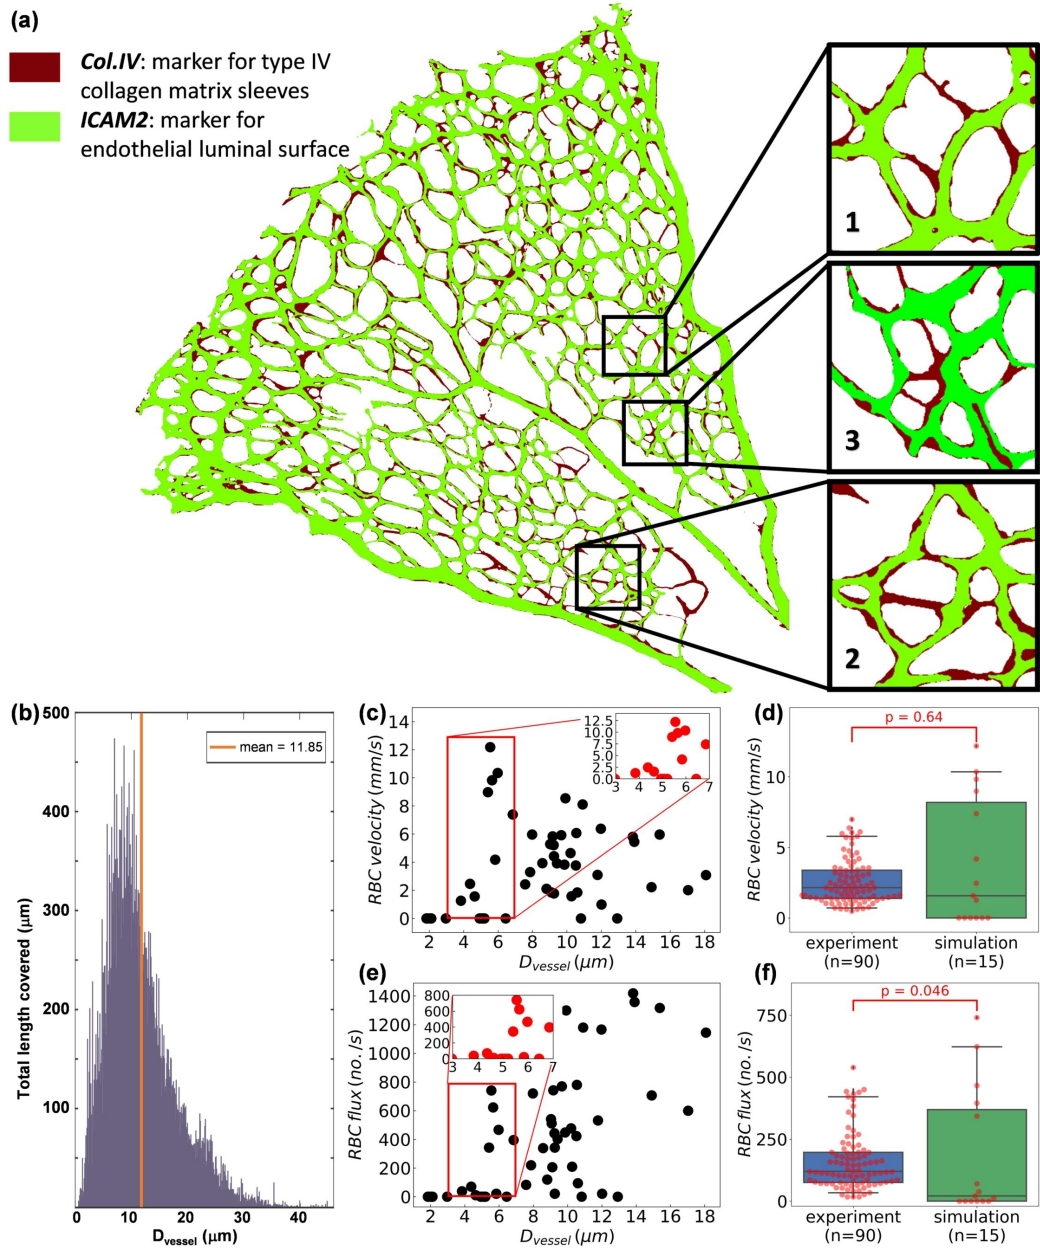 (a)
Col.IV: marker for type IV
collagen matrix sleeves
ICAM2: marker for
endothelial luminal surface
1
3
2
(b)
500
400
300
200
100
0
10
20
30
40
Total length covered (μm)
D_vessel (μm)
mean = 11.85
(c)
14
12
10
8
6
4
2
0
2 4 6 8 10 12 14 16 18
RBC velocity (mm/s)
D_vessel (μm)
12.5
10.0
7.5
5.0
2.5
0.0
3 4 5 6 7
(d)
p = 0.64
10
5
0
RBC velocity (mm/s)
experiment
(n=90)
simulation
(n=15)
(e)
1400
1200
1000
800
600
400
200
0
2 4 6 8 10 12 14 16 18
RBC flux (no./s)
D_vessel (μm)
800
600
400
200
0
3 4 5 6 7
(f)
p = 0.046
750
500
250
0
RBC flux (no./s)
experiment
(n=90)
simulation
(n=15)